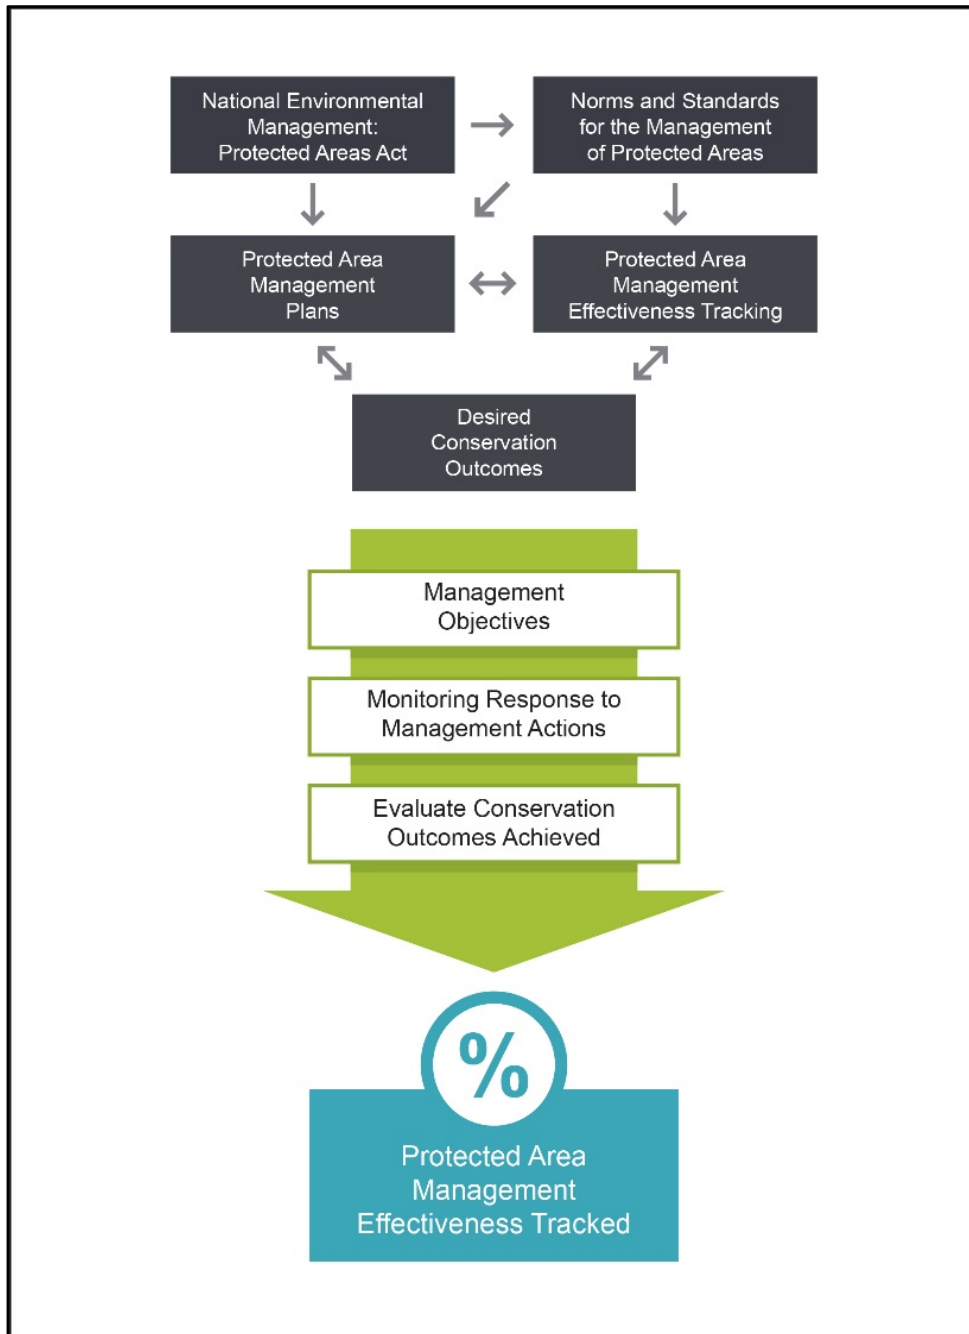 National Environmental
Management:
Protected Areas Act
Norms and Standards
for the Management
of Protected Areas
Protected Area
Management
Plans
Protected Area
Management
Effectiveness Tracking
Desired
Conservation
Outcomes
Management
Objectives
Monitoring Response to
Management Actions
Evaluate Conservation
Outcomes Achieved
%
Protected Area
Management
Effectiveness Tracked